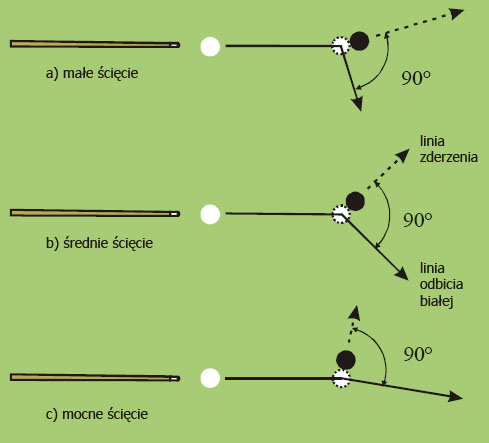 90°
a) małe ścięcie
linia
zderzenia
90°
b) średnie ścięcie
linia
odbicia
białej
90°
c) mocne ścięcie